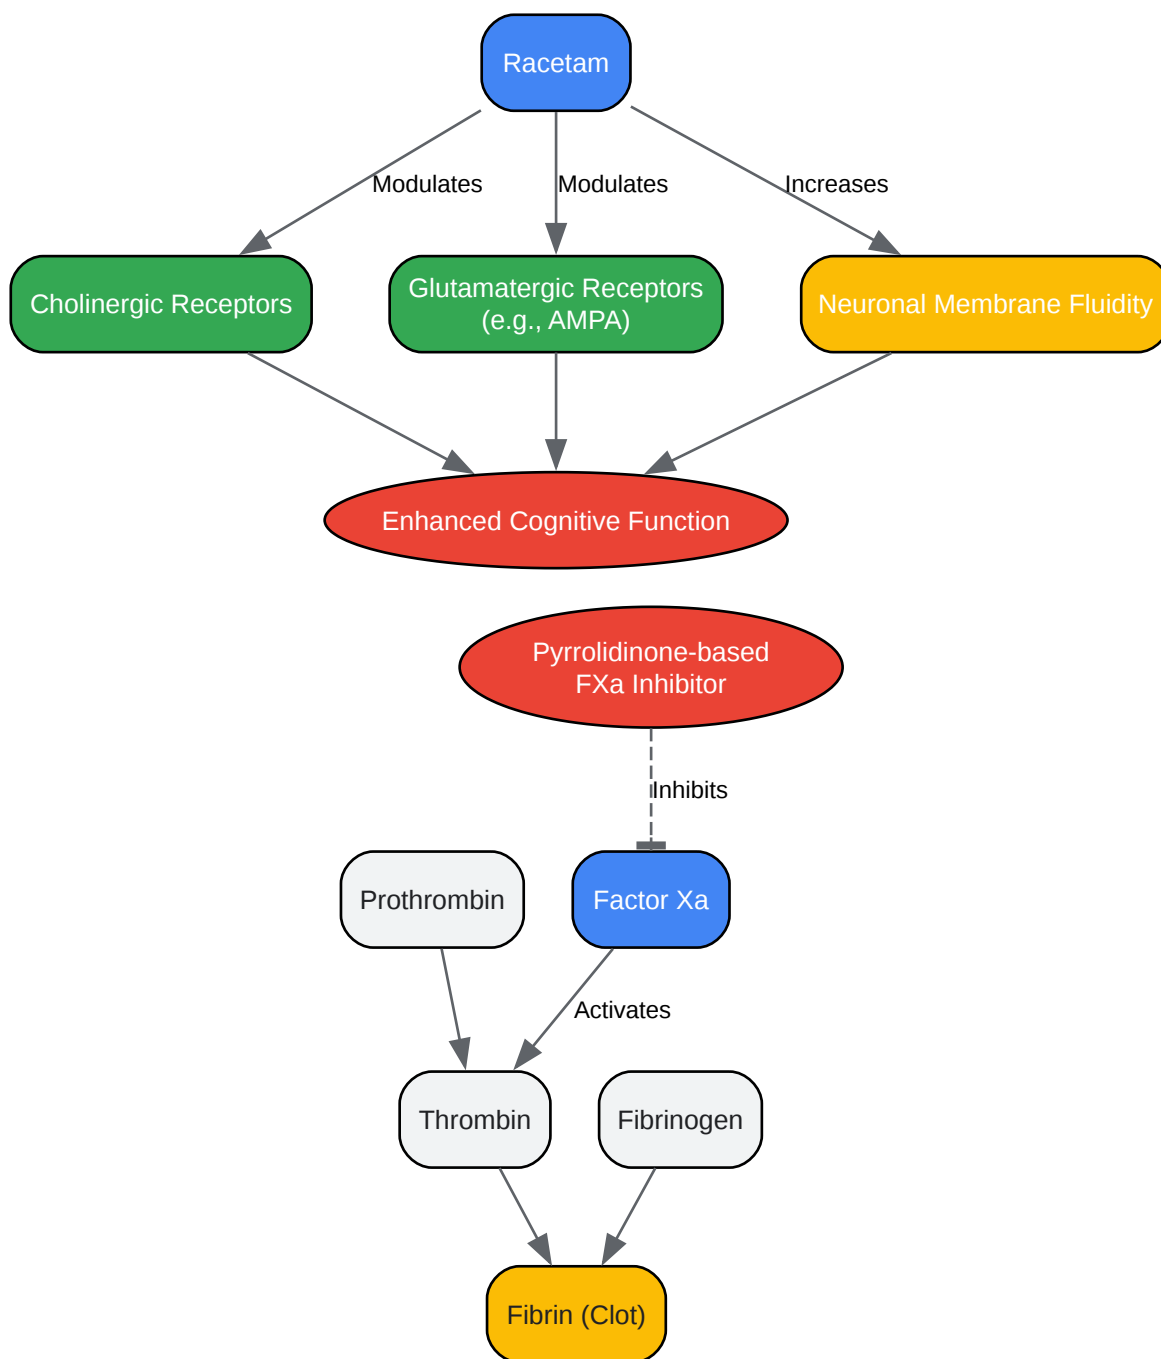 Racetam
Modulates
Modulates
Increases
Cholinergic Receptors
Glutamatergic Receptors
(e.g., AMPA)
Neuronal Membrane Fluidity
Enhanced Cognitive Function
Pyrrolidinone-based
FXa Inhibitor
Inhibits
Prothrombin
Factor Xa
Activates
Thrombin
Fibrinogen
Fibrin (Clot)